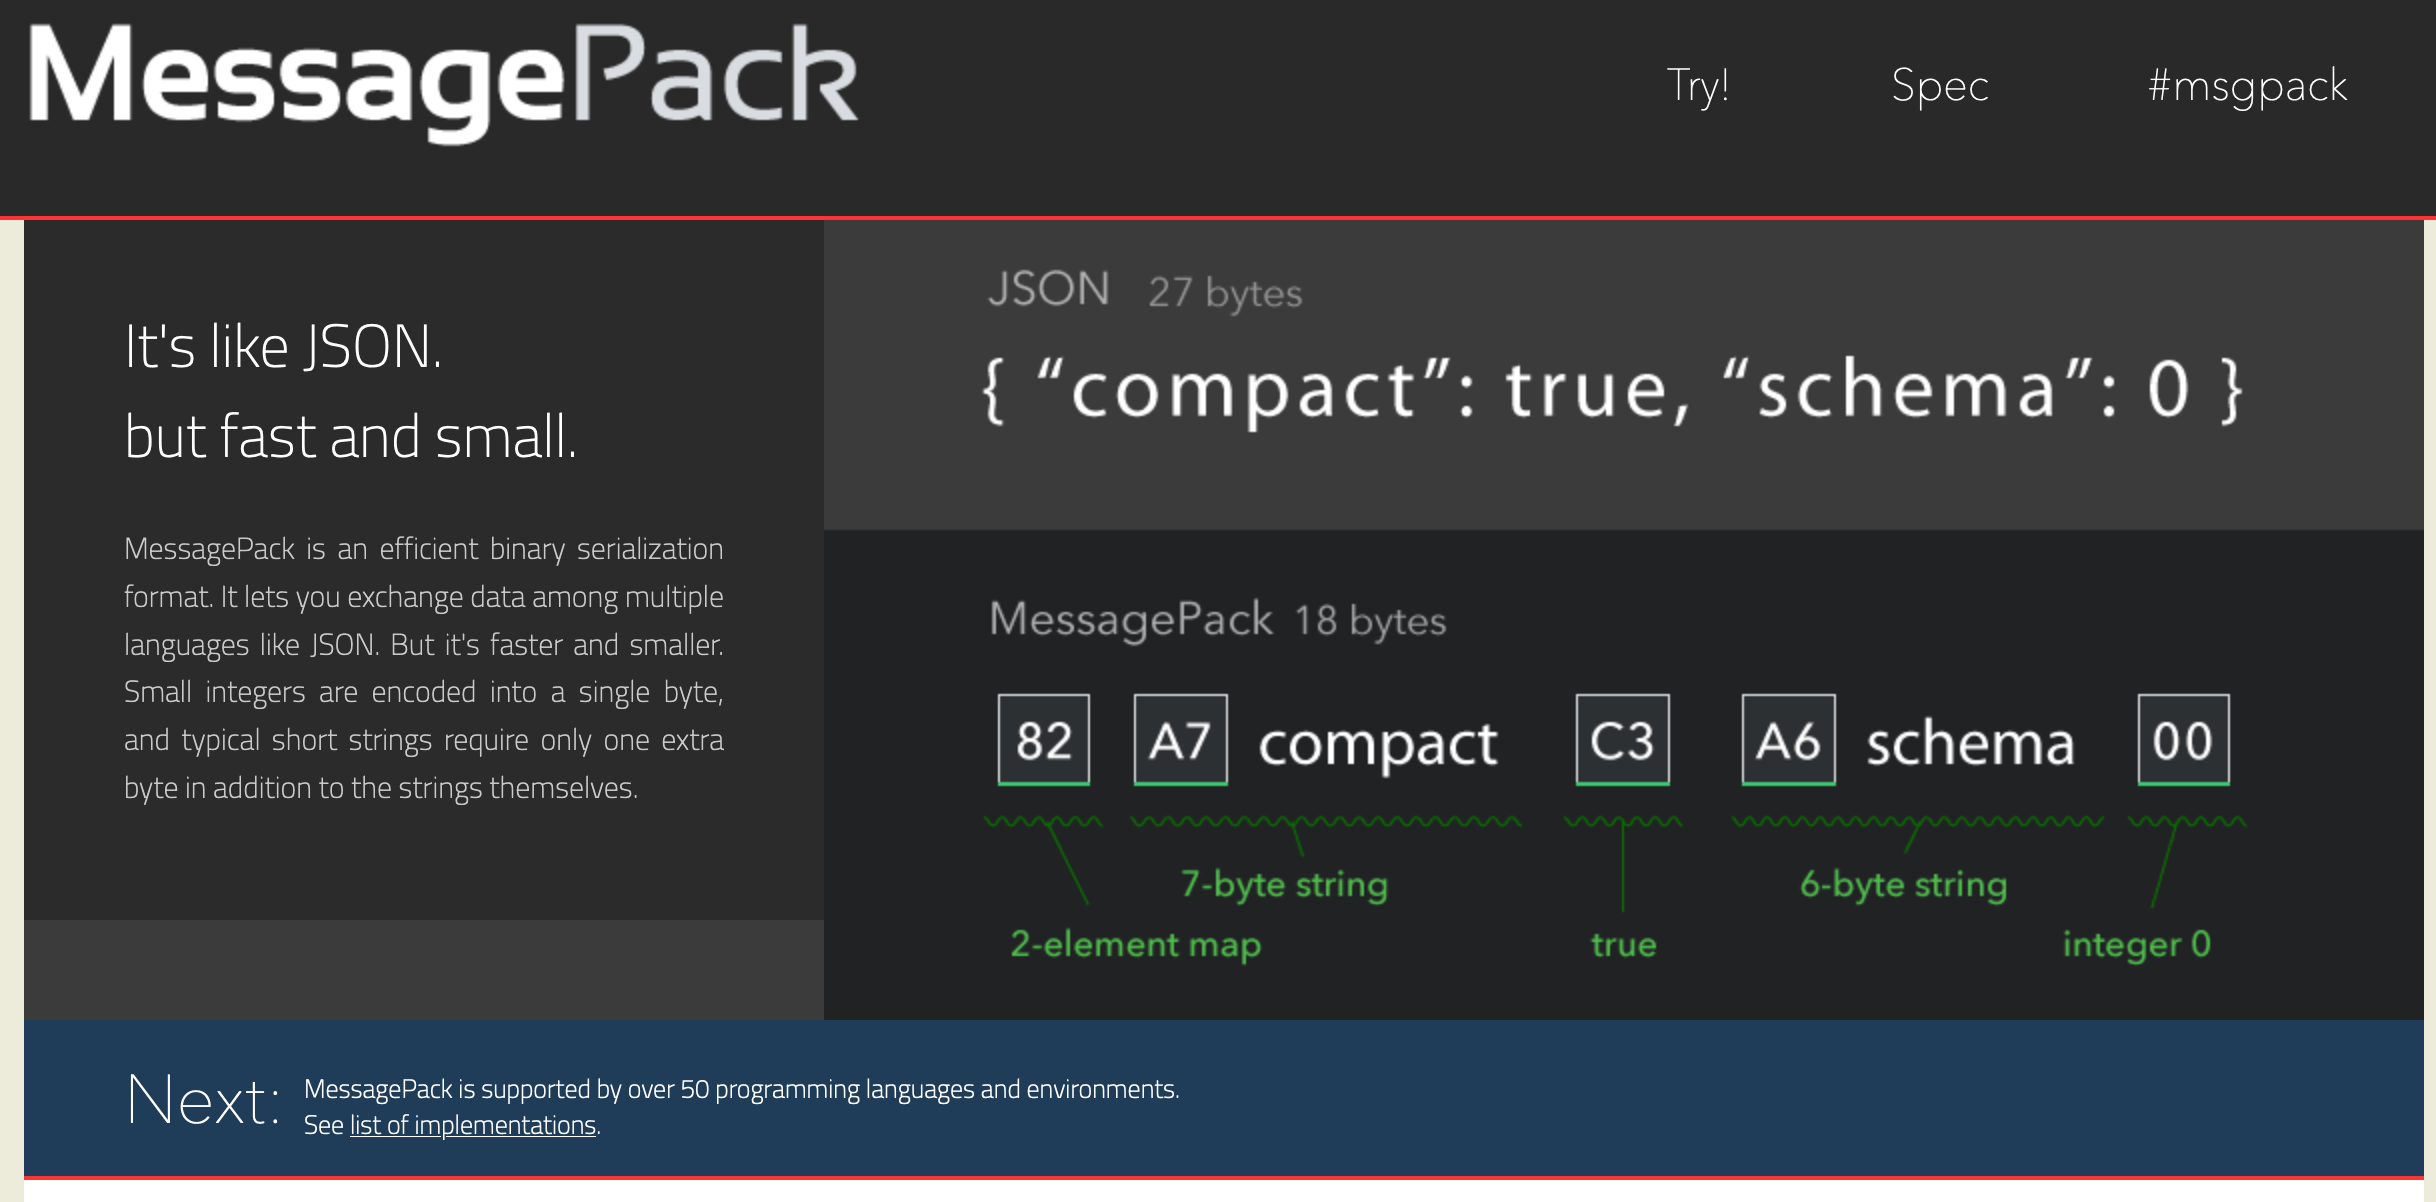 MessagePack
Try!
Spec
#msgpack
It's like JSON.
but fast and small.
MessagePack is an efficient binary serialization
format. It lets you exchange data among multiple
languages like JSON. But it's faster and smaller.
Small integers are encoded into a single byte,
and typical short strings require only one extra
byte in addition to the strings themselves.
JSON 27 bytes
{ “compact”: true, “schema”: 0 }
MessagePack 18 bytes
82 A7 compact C3 A6 schema 00
7-byte string
6-byte string
2-element map
true
integer 0
Next:
MessagePack is supported by over 50 programming languages and environments.
See list of implementations.